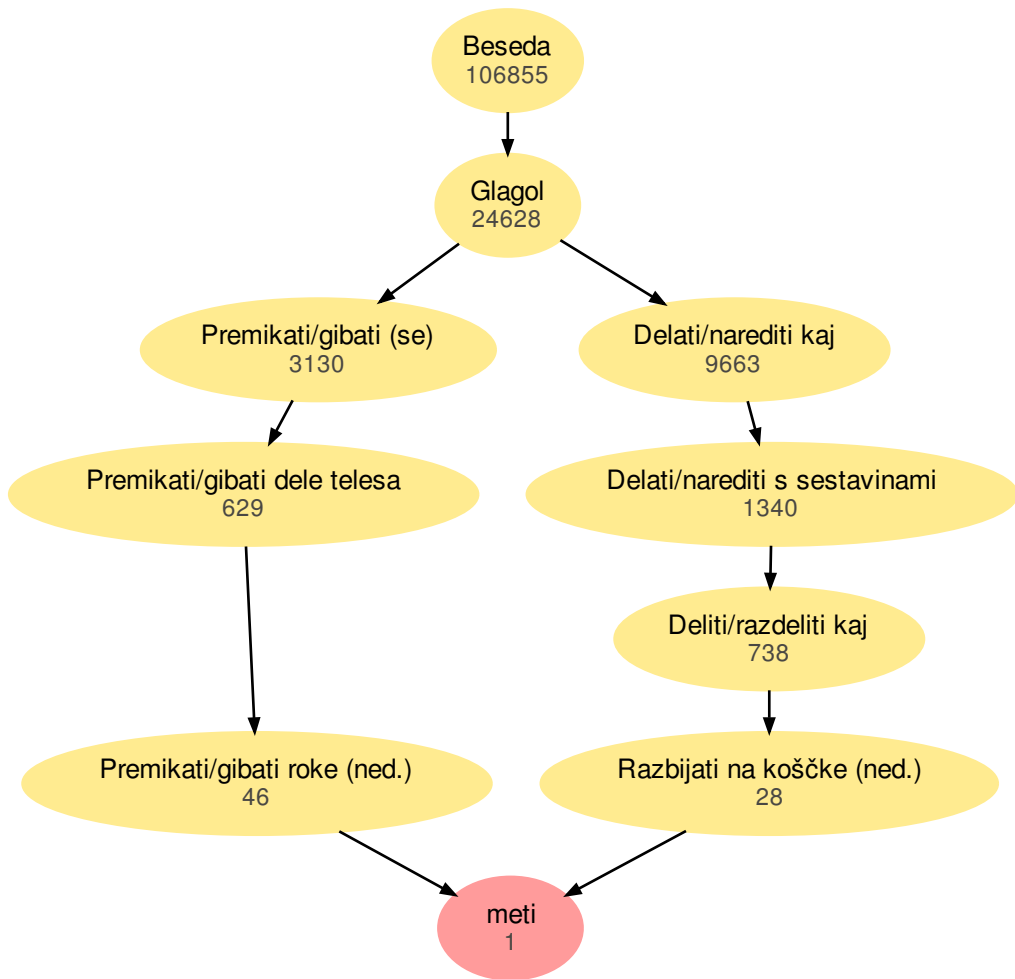 Beseda
106855
Glagol
24628
Premikati/gibati (se)
3130
Delati/narediti kaj
9663
Premikati/gibati dele telesa
629
Delati/narediti s sestavinami
1340
Deliti/razdeliti kaj
738
Premikati/gibati roke (ned.)
46
Razbijati na koščke (ned.)
28
meti
1